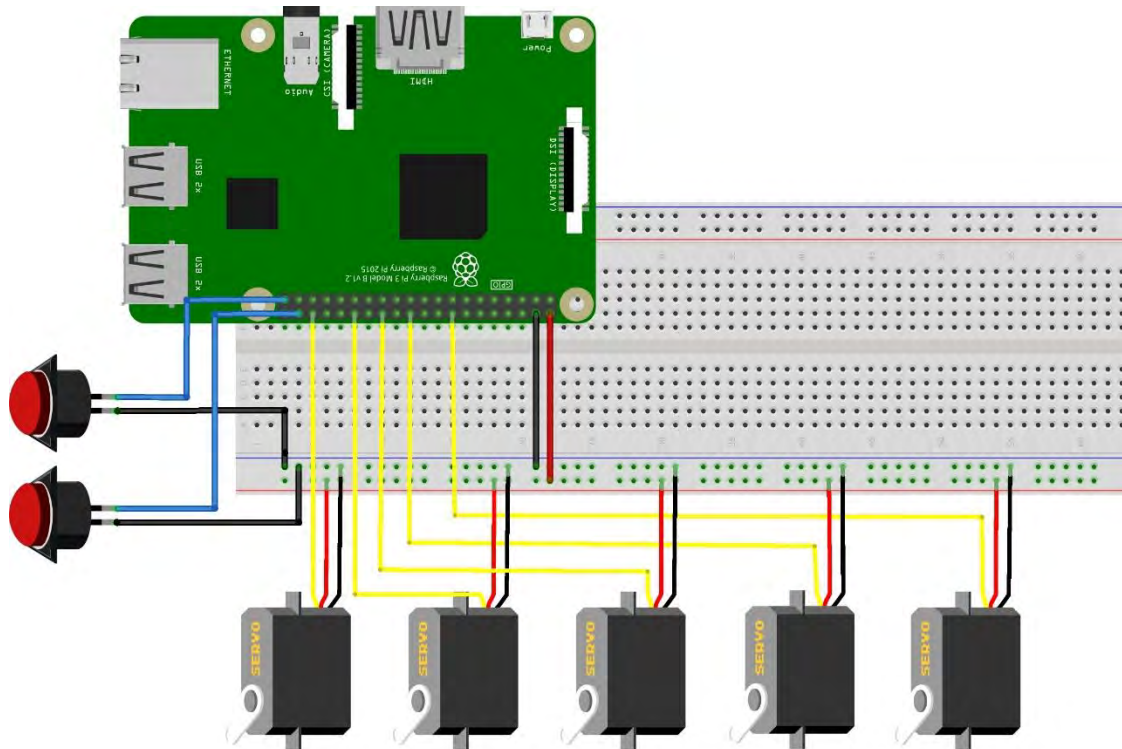 ETHERNET
Audio
CSI (CAMERA)
HDMI
Power
USB 2x
DSI (DISPLAY)
USB 2x
Raspberry Pi 3 Model B v1.2
© Raspberry Pi 2015
GPIO
SERVO
SERVO
SERVO
SERVO
SERVO